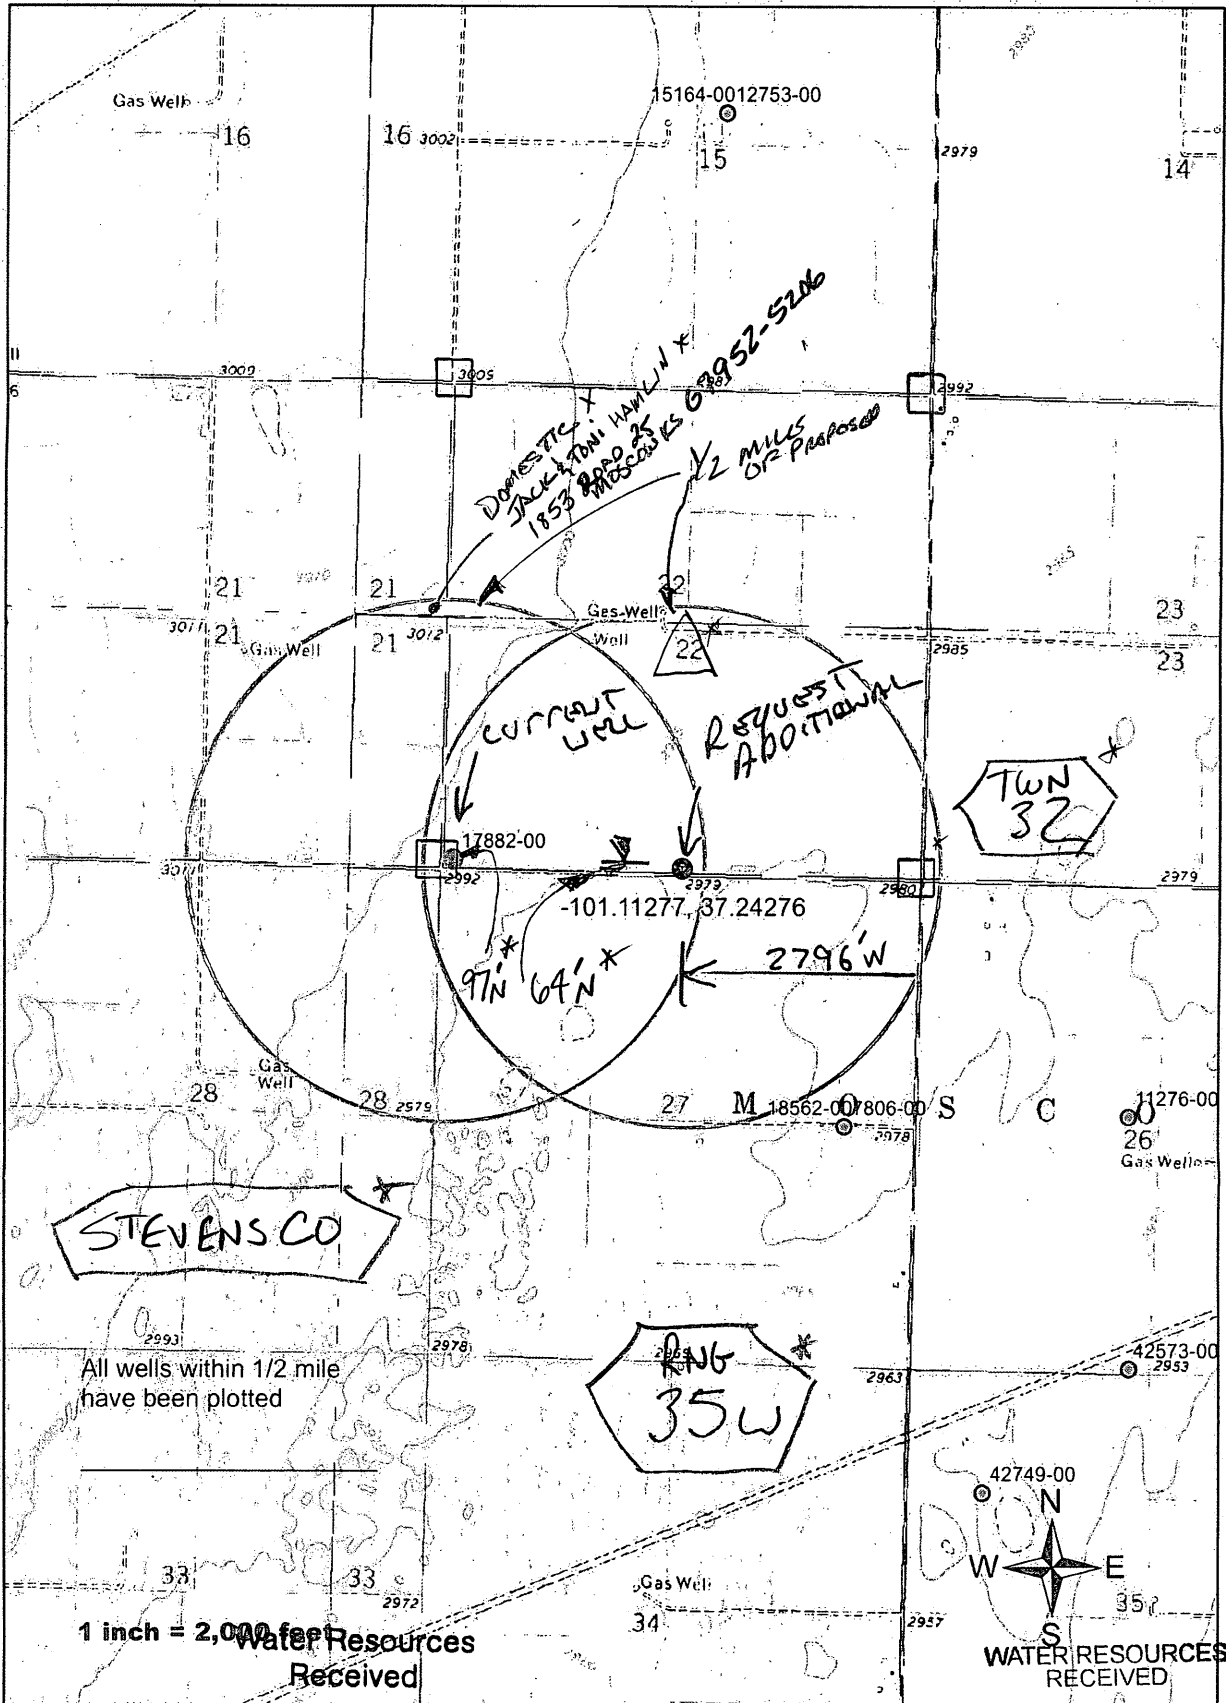 Gas Well
15164-0012753-00
16
16
3002
15
2979
14
3009
3005
2992
6
DOMESTIC
JACK & TONI HAMLIN
1853 ROAD 25
MOSCOW KS 67952-5206
1/2 MILES
OF PROPOSED
21
21
22
23
3011
21
Gas Well
3012
21
Gas Well
Well
22
2985
23
CURRENT
WELL
REQUEST
ADDITIONAL
TWN
32
17882-00
2992
2979
2980
2979
-101.11277, 37.24276
97'N
64'N
2796'W
Gas
Well
28
28
27
M O S C O
18562-007806-00
2978
11276-00
26
Gas Well
STEVENS CO
2993
2978
RNG
35W
2963
42573-00
2953
All wells within 1/2 mile
have been plotted
42749-00
N
W E
S
33
33
2972
Gas Well
34
2957
35
1 inch = 2,000 feet
Water Resources
Received
WATER RESOURCES
RECEIVED